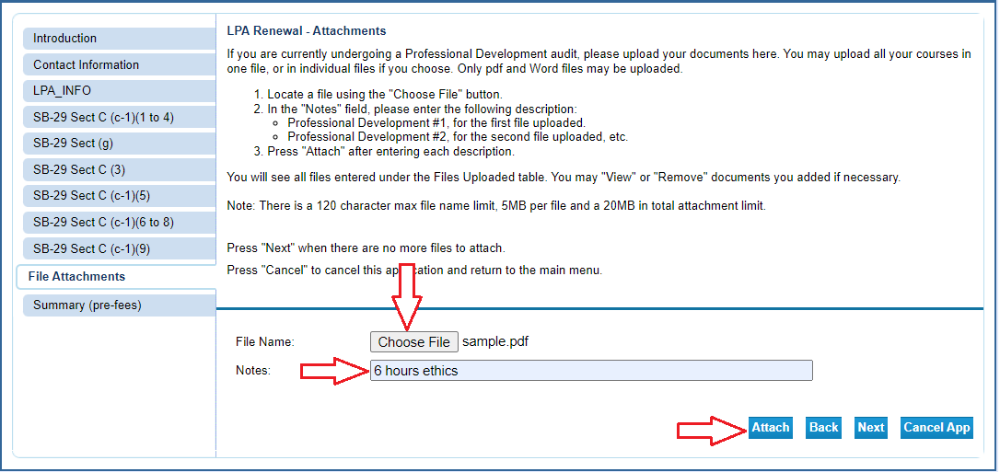 Introduction
Contact Information
LPA_INFO
SB-29 Sect C (c-1)(1 to 4)
SB-29 Sect (g)
SB-29 Sect C (3)
SB-29 Sect C (c-1)(5)
SB-29 Sect C (c-1)(6 to 8)
SB-29 Sect C (c-1)(9)
File Attachments
Summary (pre-fees)
LPA Renewal - Attachments
If you are currently undergoing a Professional Development audit, please upload your documents here. You may upload all your courses in
one file, or in individual files if you choose. Only pdf and Word files may be uploaded.
1. Locate a file using the "Choose File" button.
2. In the "Notes" field, please enter the following description:
Professional Development #1, for the first file uploaded.
Professional Development #2, for the second file uploaded, etc.
3. Press "Attach" after entering each description.
You will see all files entered under the Files Uploaded table. You may "View" or "Remove" documents you added if necessary.
Note: There is a 120 character max file name limit, 5MB per file and a 20MB in total attachment limit.
Press "Next" when there are no more files to attach.
Press "Cancel" to cancel this application and return to the main menu.
File Name: Choose File sample.pdf
Notes: 6 hours ethics
Attach Back Next Cancel App